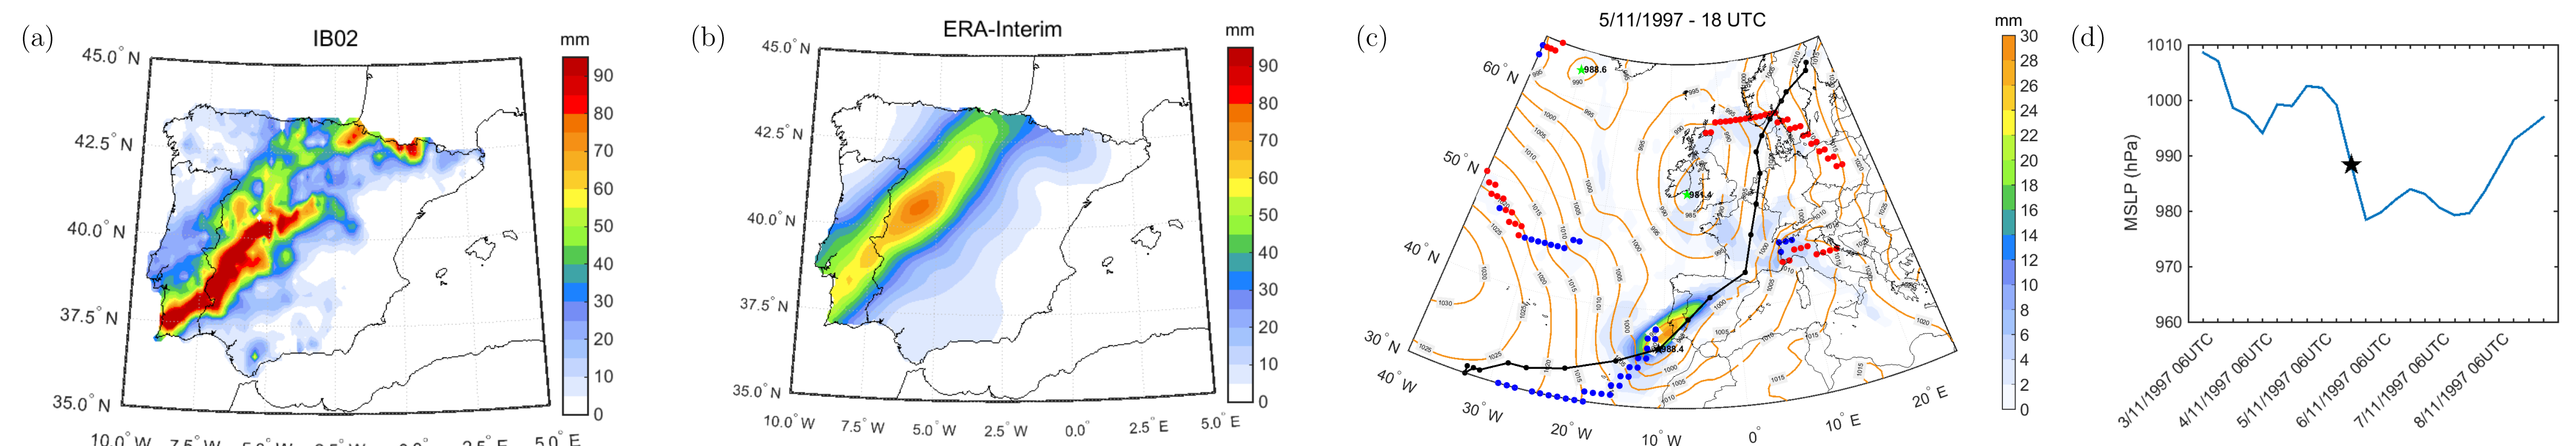 (a)
IB02
mm
45.0° N
42.5° N
40.0° N
37.5° N
35.0° N
10.0° W
7.5° W
5.0° E
90
80
70
60
50
40
30
20
10
0
(b)
ERA-Interim
mm
45.0° N
42.5° N
40.0° N
37.5° N
35.0° N
10.0° W
7.5° W
5.0° W
2.5° W
0.0°
2.5° E
5.0° E
90
80
70
60
50
40
30
20
10
0
(c)
5/11/1997 - 18 UTC
mm
60° N
50° N
40° N
30° N
40° W
30° W
20° W
10° W
0°
10° E
20° E
988.6
981.4
988.4
30
28
26
24
22
20
18
16
14
12
10
8
6
4
2
0
(d)
MSLP (hPa)
1010
1000
990
980
970
960
3/11/1997 06UTC
4/11/1997 06UTC
5/11/1997 06UTC
6/11/1997 06UTC
7/11/1997 06UTC
8/11/1997 06UTC